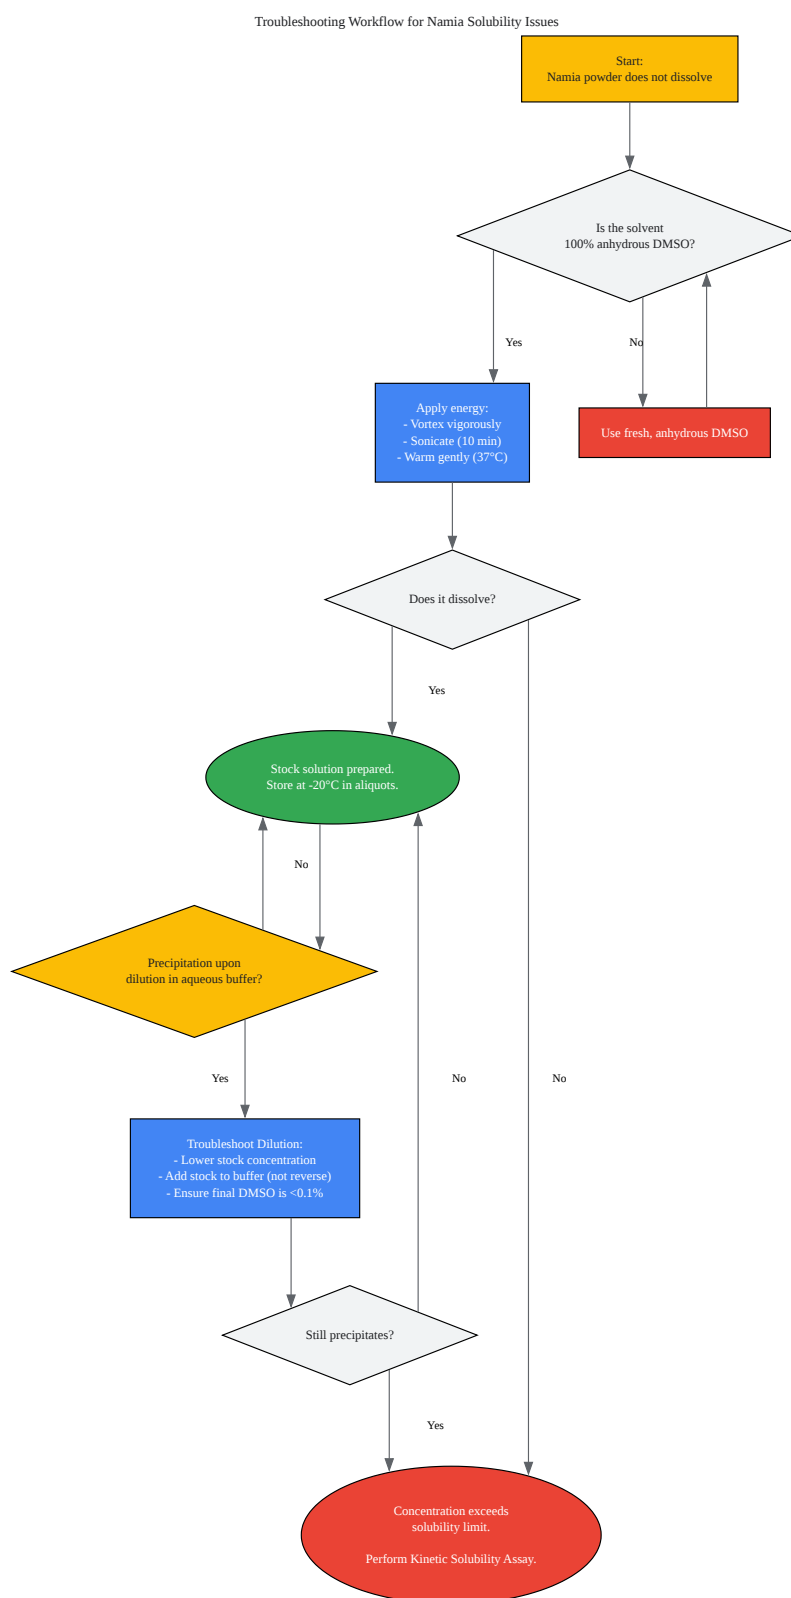 Troubleshooting Workflow for Namia Solubility Issues
Start:
Namia powder does not dissolve
Is the solvent
100% anhydrous DMSO?
Yes
No
Apply energy:
- Vortex vigorously
- Sonicate (10 min)
- Warm gently (37°C)
Use fresh, anhydrous DMSO
Does it dissolve?
Yes
Stock solution prepared.
Store at -20°C in aliquots.
No
Precipitation upon
dilution in aqueous buffer?
Yes
No
No
Troubleshoot Dilution:
- Lower stock concentration
- Add stock to buffer (not reverse)
- Ensure final DMSO is <0.1%
Still precipitates?
Yes
Concentration exceeds
solubility limit.
Perform Kinetic Solubility Assay.